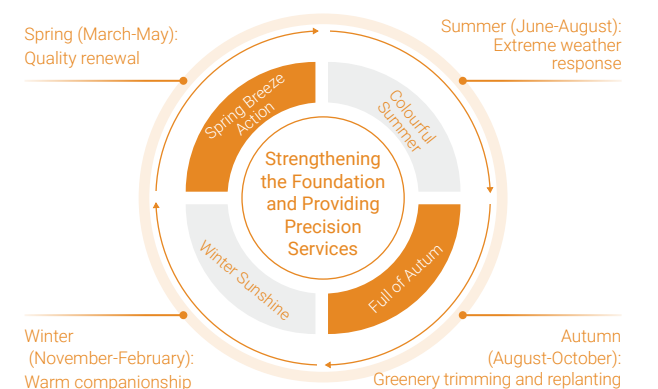 Spring (March-May):
Quality renewal
Summer (June-August):
Extreme weather
response
Spring Breeze
Action
Colourful
Summer
Strengthening
the Foundation
and Providing
Precision
Services
Winter Sunshine
Full of Autum
Winter
(November-February):
Warm companionship
Autumn
(August-October):
Greenery trimming and replanting